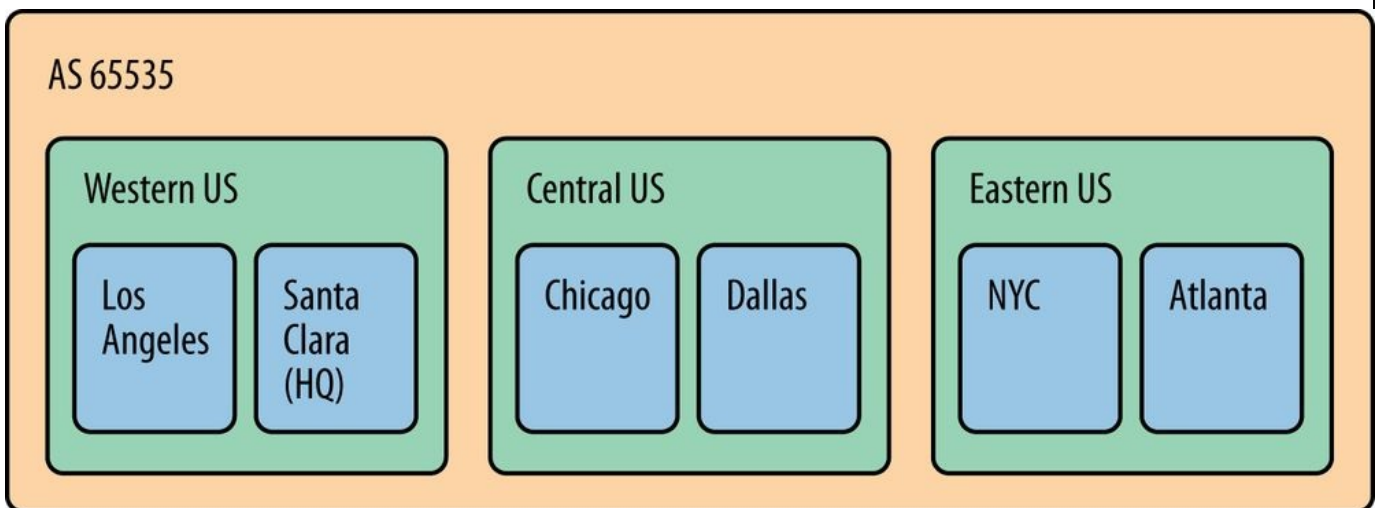 AS 65535
Western US
Los
Angeles
Santa
Clara
(HQ)
Central US
Chicago
Dallas
Eastern US
NYC
Atlanta